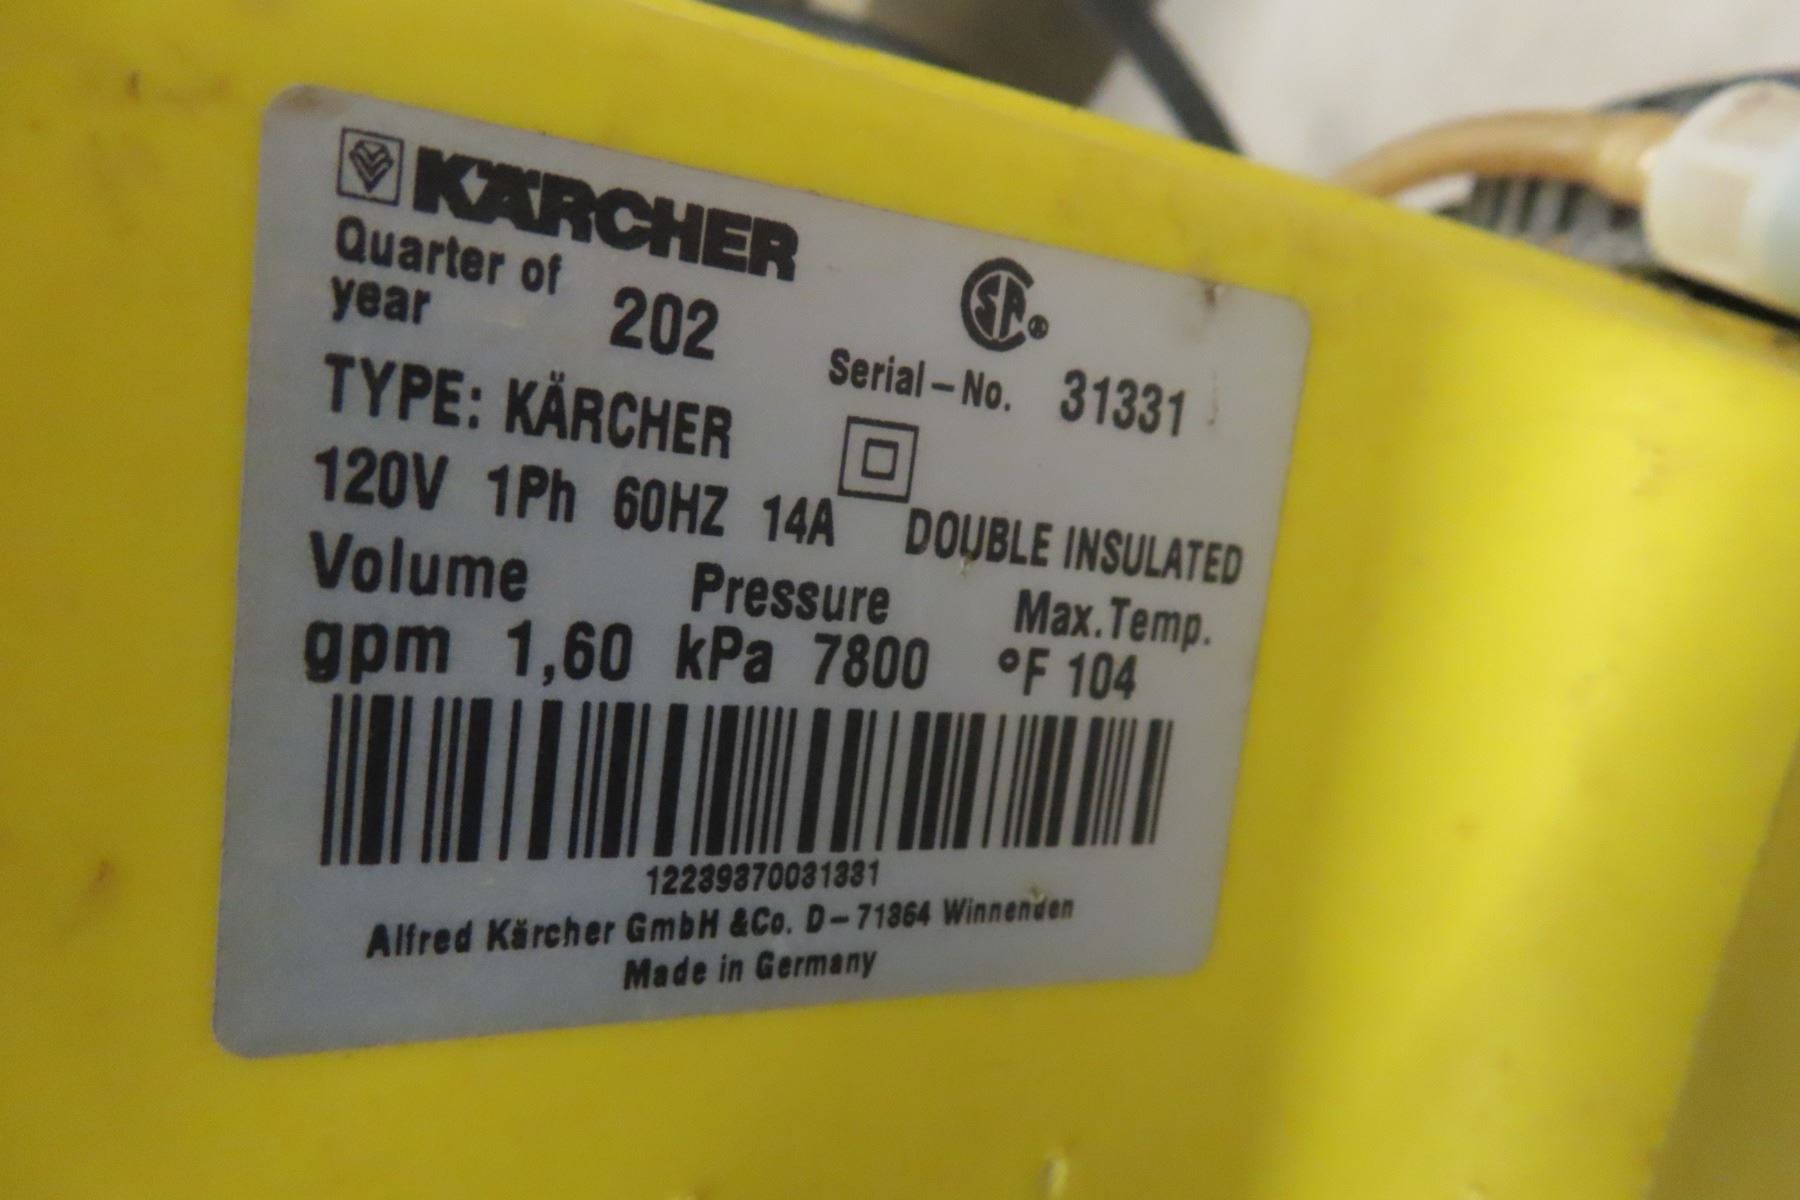 KÄRCHER
Quarter of year 202
Serial-No. 31331
TYPE: KÄRCHER
120V 1Ph 60HZ 14A
DOUBLE INSULATED
Volume Pressure Max.Temp.
gpm 1,60 kPa 7800 °F 104
12239370031331
Alfred Kärcher GmbH &Co. D-71364 Winnenden
Made in Germany